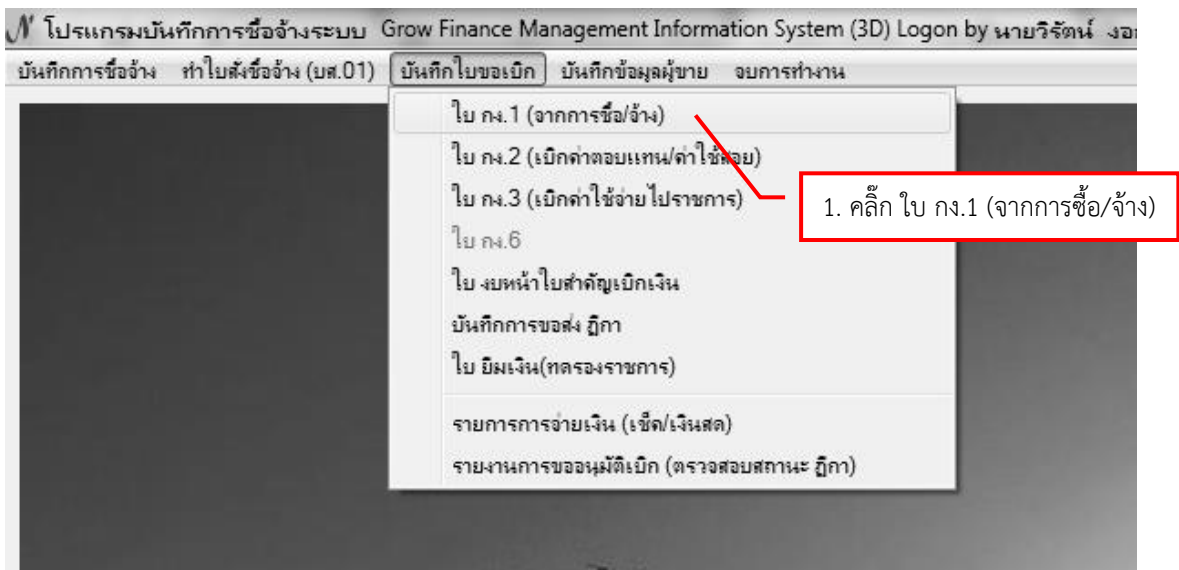 โปรแกรมบันทึกการซื้อจ้างระบบ Grow Finance Management Information System (3D) Logon by นายวิรัตน์ งอ
บันทึกการซื้อจ้าง ทำใบสั่งซื้อจ้าง (บส.01) บันทึกใบขอเบิก บันทึกข้อมูลผู้ขาย จบการทำงาน
ใบ กง.1 (จากการซื้อ/จ้าง)
ใบ กง.2 (เบิกค่าตอบแทน/ค่าใช้สอย)
ใบ กง.3 (เบิกค่าใช้จ่ายไปราชการ)
1. คลิ๊ก ใบ กง.1 (จากการซื้อ/จ้าง)
ใบ กง.6
ใบ งบหน้าใบสำคัญเบิกเงิน
บันทึกการขอส่ง ฎีกา
ใบ ยืมเงิน(ทดรองราชการ)
รายการการจ่ายเงิน (เช็ค/เงินสด)
รายงานการขออนุมัติเบิก (ตรวจสอบสถานะ ฎีกา)